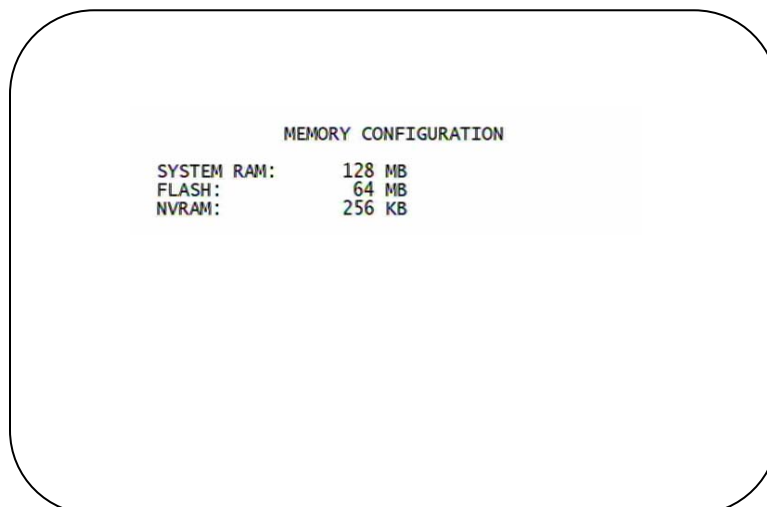 MEMORY CONFIGURATION
SYSTEM RAM: 128 MB
FLASH: 64 MB
NVRAM: 256 KB